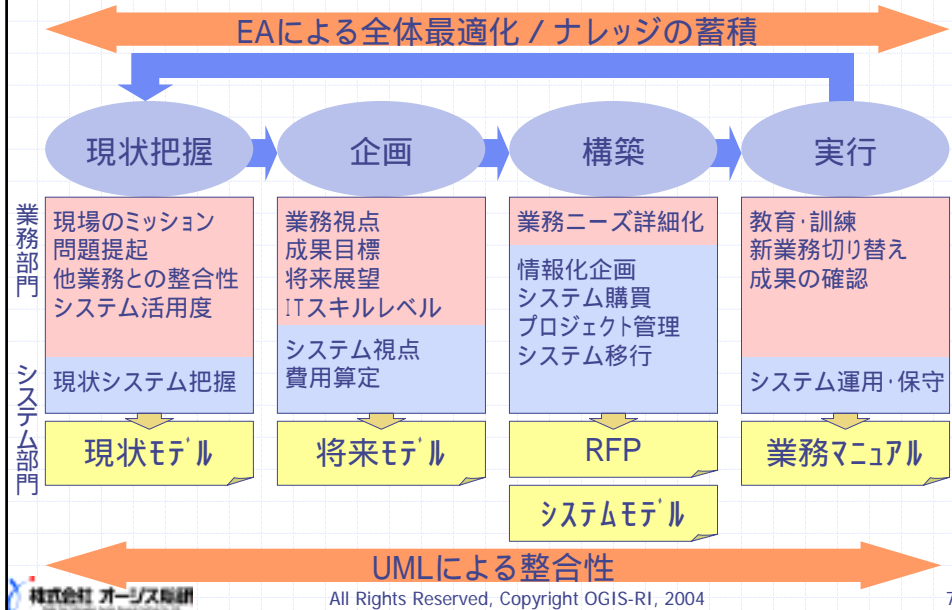 EAによる全体最適化 / ナレッジの蓄積
現状把握
企画
構築
実行
業務部門
現場のミッション
問題提起
他業務との整合性
システム活用度
業務視点
成果目標
将来展望
ITスキルレベル
業務ニーズ詳細化
教育・訓練
新業務切り替え
成果の確認
システム部門
現状システム把握
システム視点
費用算定
情報化企画
システム購買
プロジェクト管理
システム移行
システム運用・保守
現状モデル
将来モデル
RFP
システムモデル
業務マニュアル
UMLによる整合性
株式会社 オージス総研
All Rights Reserved, Copyright OGIS-RI, 2004
7